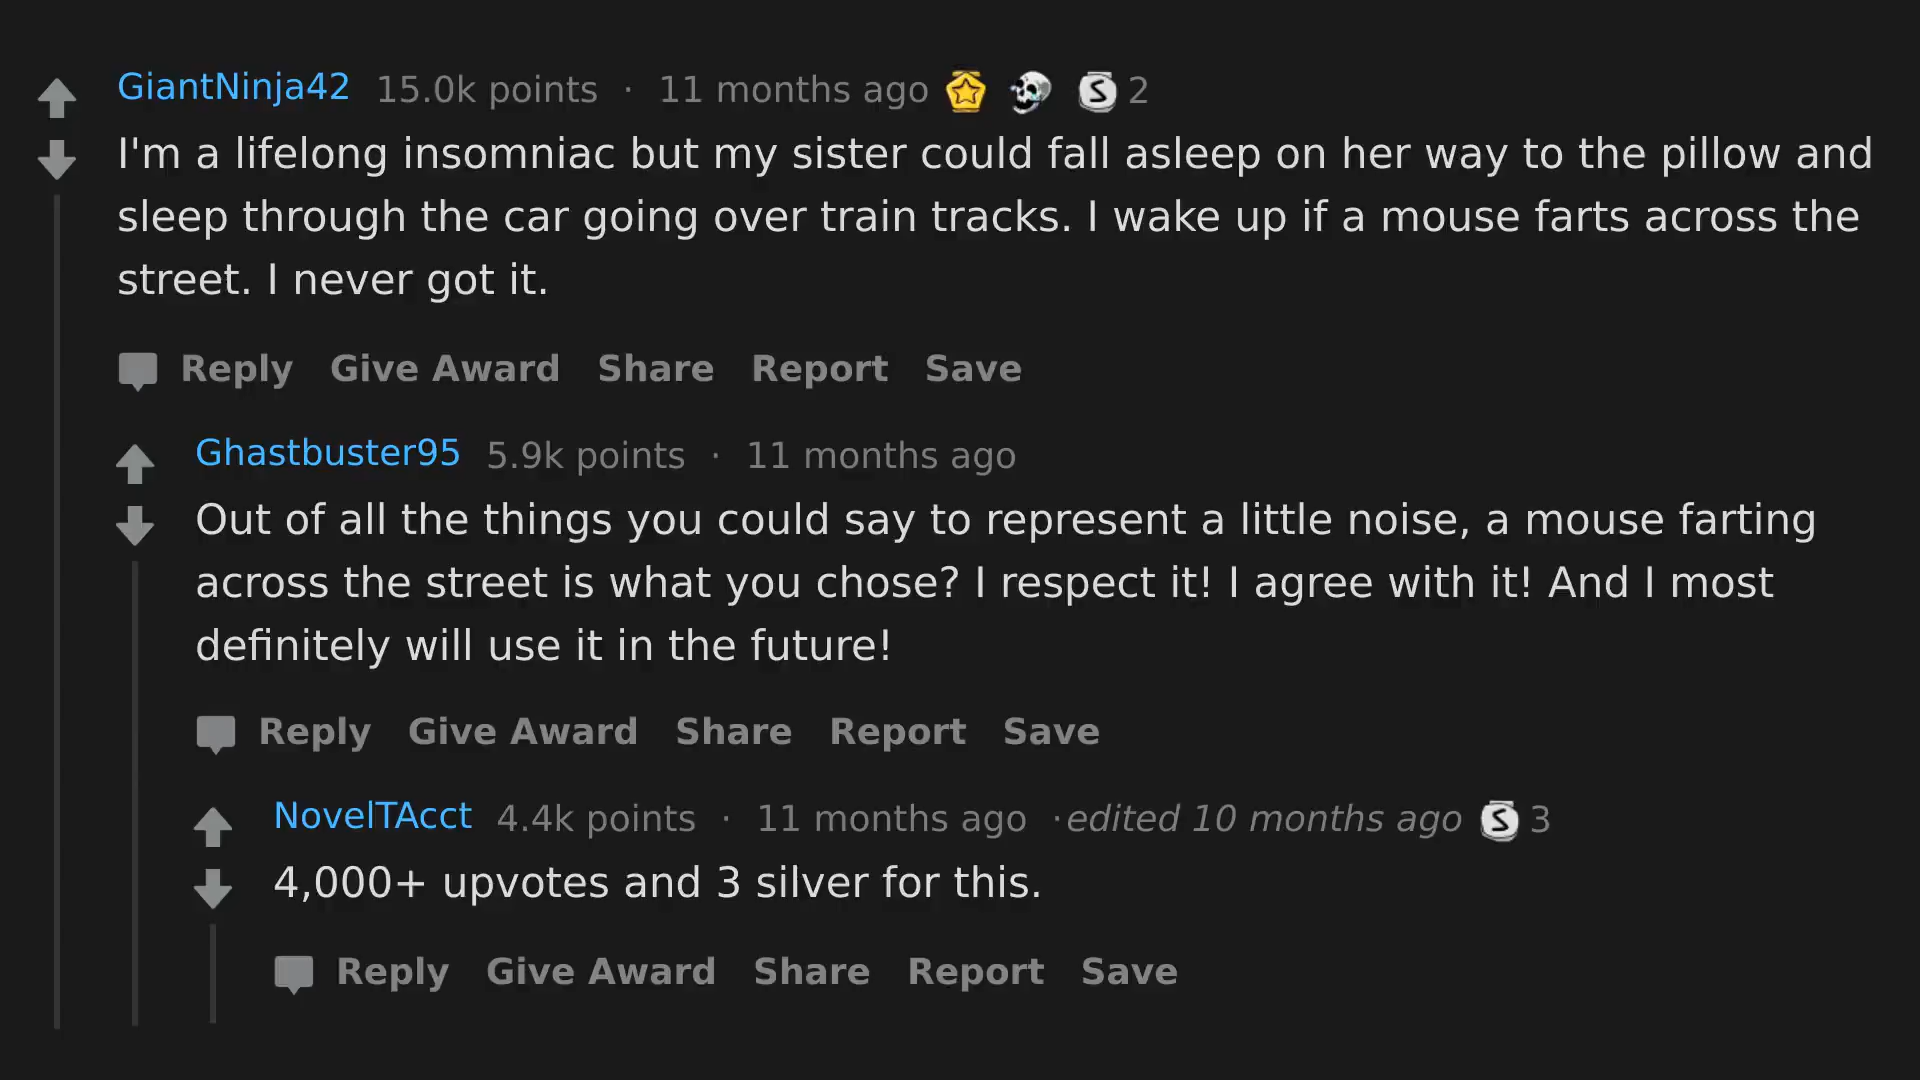 GiantNinja42 15.0k points · 11 months ago S 2
I'm a lifelong insomniac but my sister could fall asleep on her way to the pillow and
sleep through the car going over train tracks. I wake up if a mouse farts across the
street. I never got it.
Reply Give Award Share Report Save
Ghastbuster95 5.9k points · 11 months ago
Out of all the things you could say to represent a little noise, a mouse farting
across the street is what you chose? I respect it! I agree with it! And I most
definitely will use it in the future!
Reply Give Award Share Report Save
NovelTAcct 4.4k points · 11 months ago ·edited 10 months ago S 3
4,000+ upvotes and 3 silver for this.
Reply Give Award Share Report Save